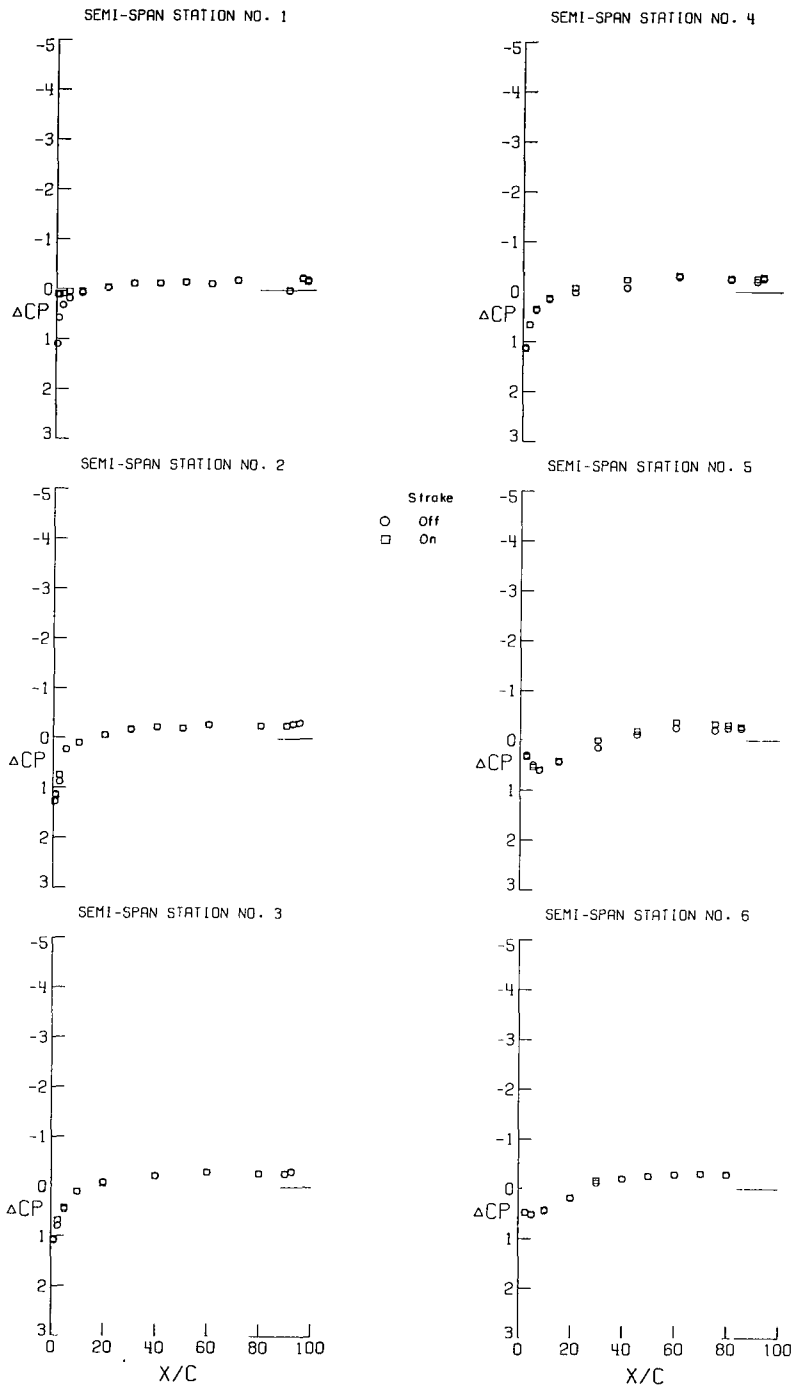 SEMI-SPAN STATION NO. 1
-5
-4
-3
-2
-1
0
ΔCP
1
2
3
SEMI-SPAN STATION NO. 2
-5
-4
-3
-2
-1
0
ΔCP
1
2
3
SEMI-SPAN STATION NO. 3
-5
-4
-3
-2
-1
0
ΔCP
1
2
3
0 20 40 60 80 100
X/C
Strake
Off
On
SEMI-SPAN STATION NO. 4
-5
-4
-3
-2
-1
0
ΔCP
1
2
3
SEMI-SPAN STATION NO. 5
-5
-4
-3
-2
-1
0
ΔCP
1
2
3
SEMI-SPAN STATION NO. 6
-5
-4
-3
-2
-1
0
ΔCP
1
2
3
0 20 40 60 80 100
X/C